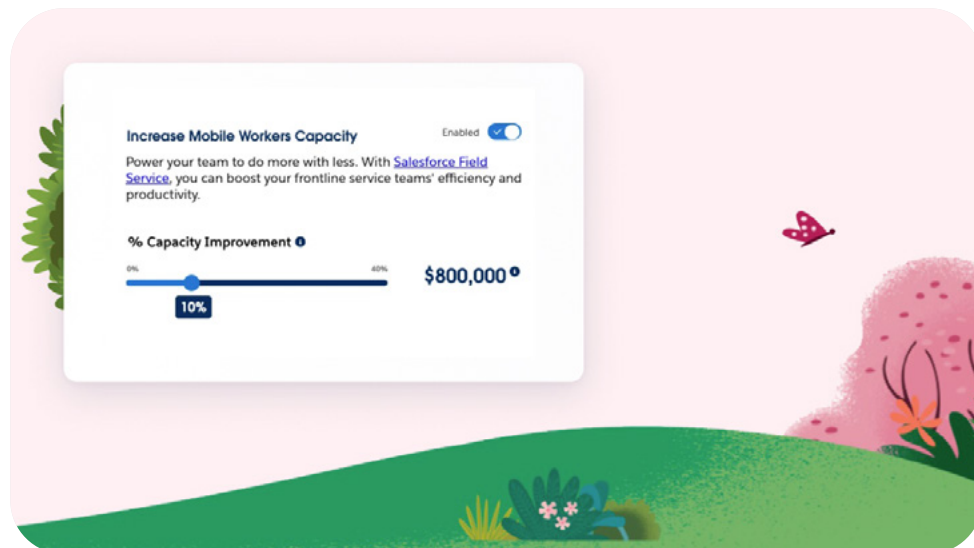 Increase Mobile Workers Capacity
Enabled
Power your team to do more with less. With Salesforce Field
Service, you can boost your frontline service teams' efficiency and
productivity.
% Capacity Improvement
0%
40%
$800,000
10%